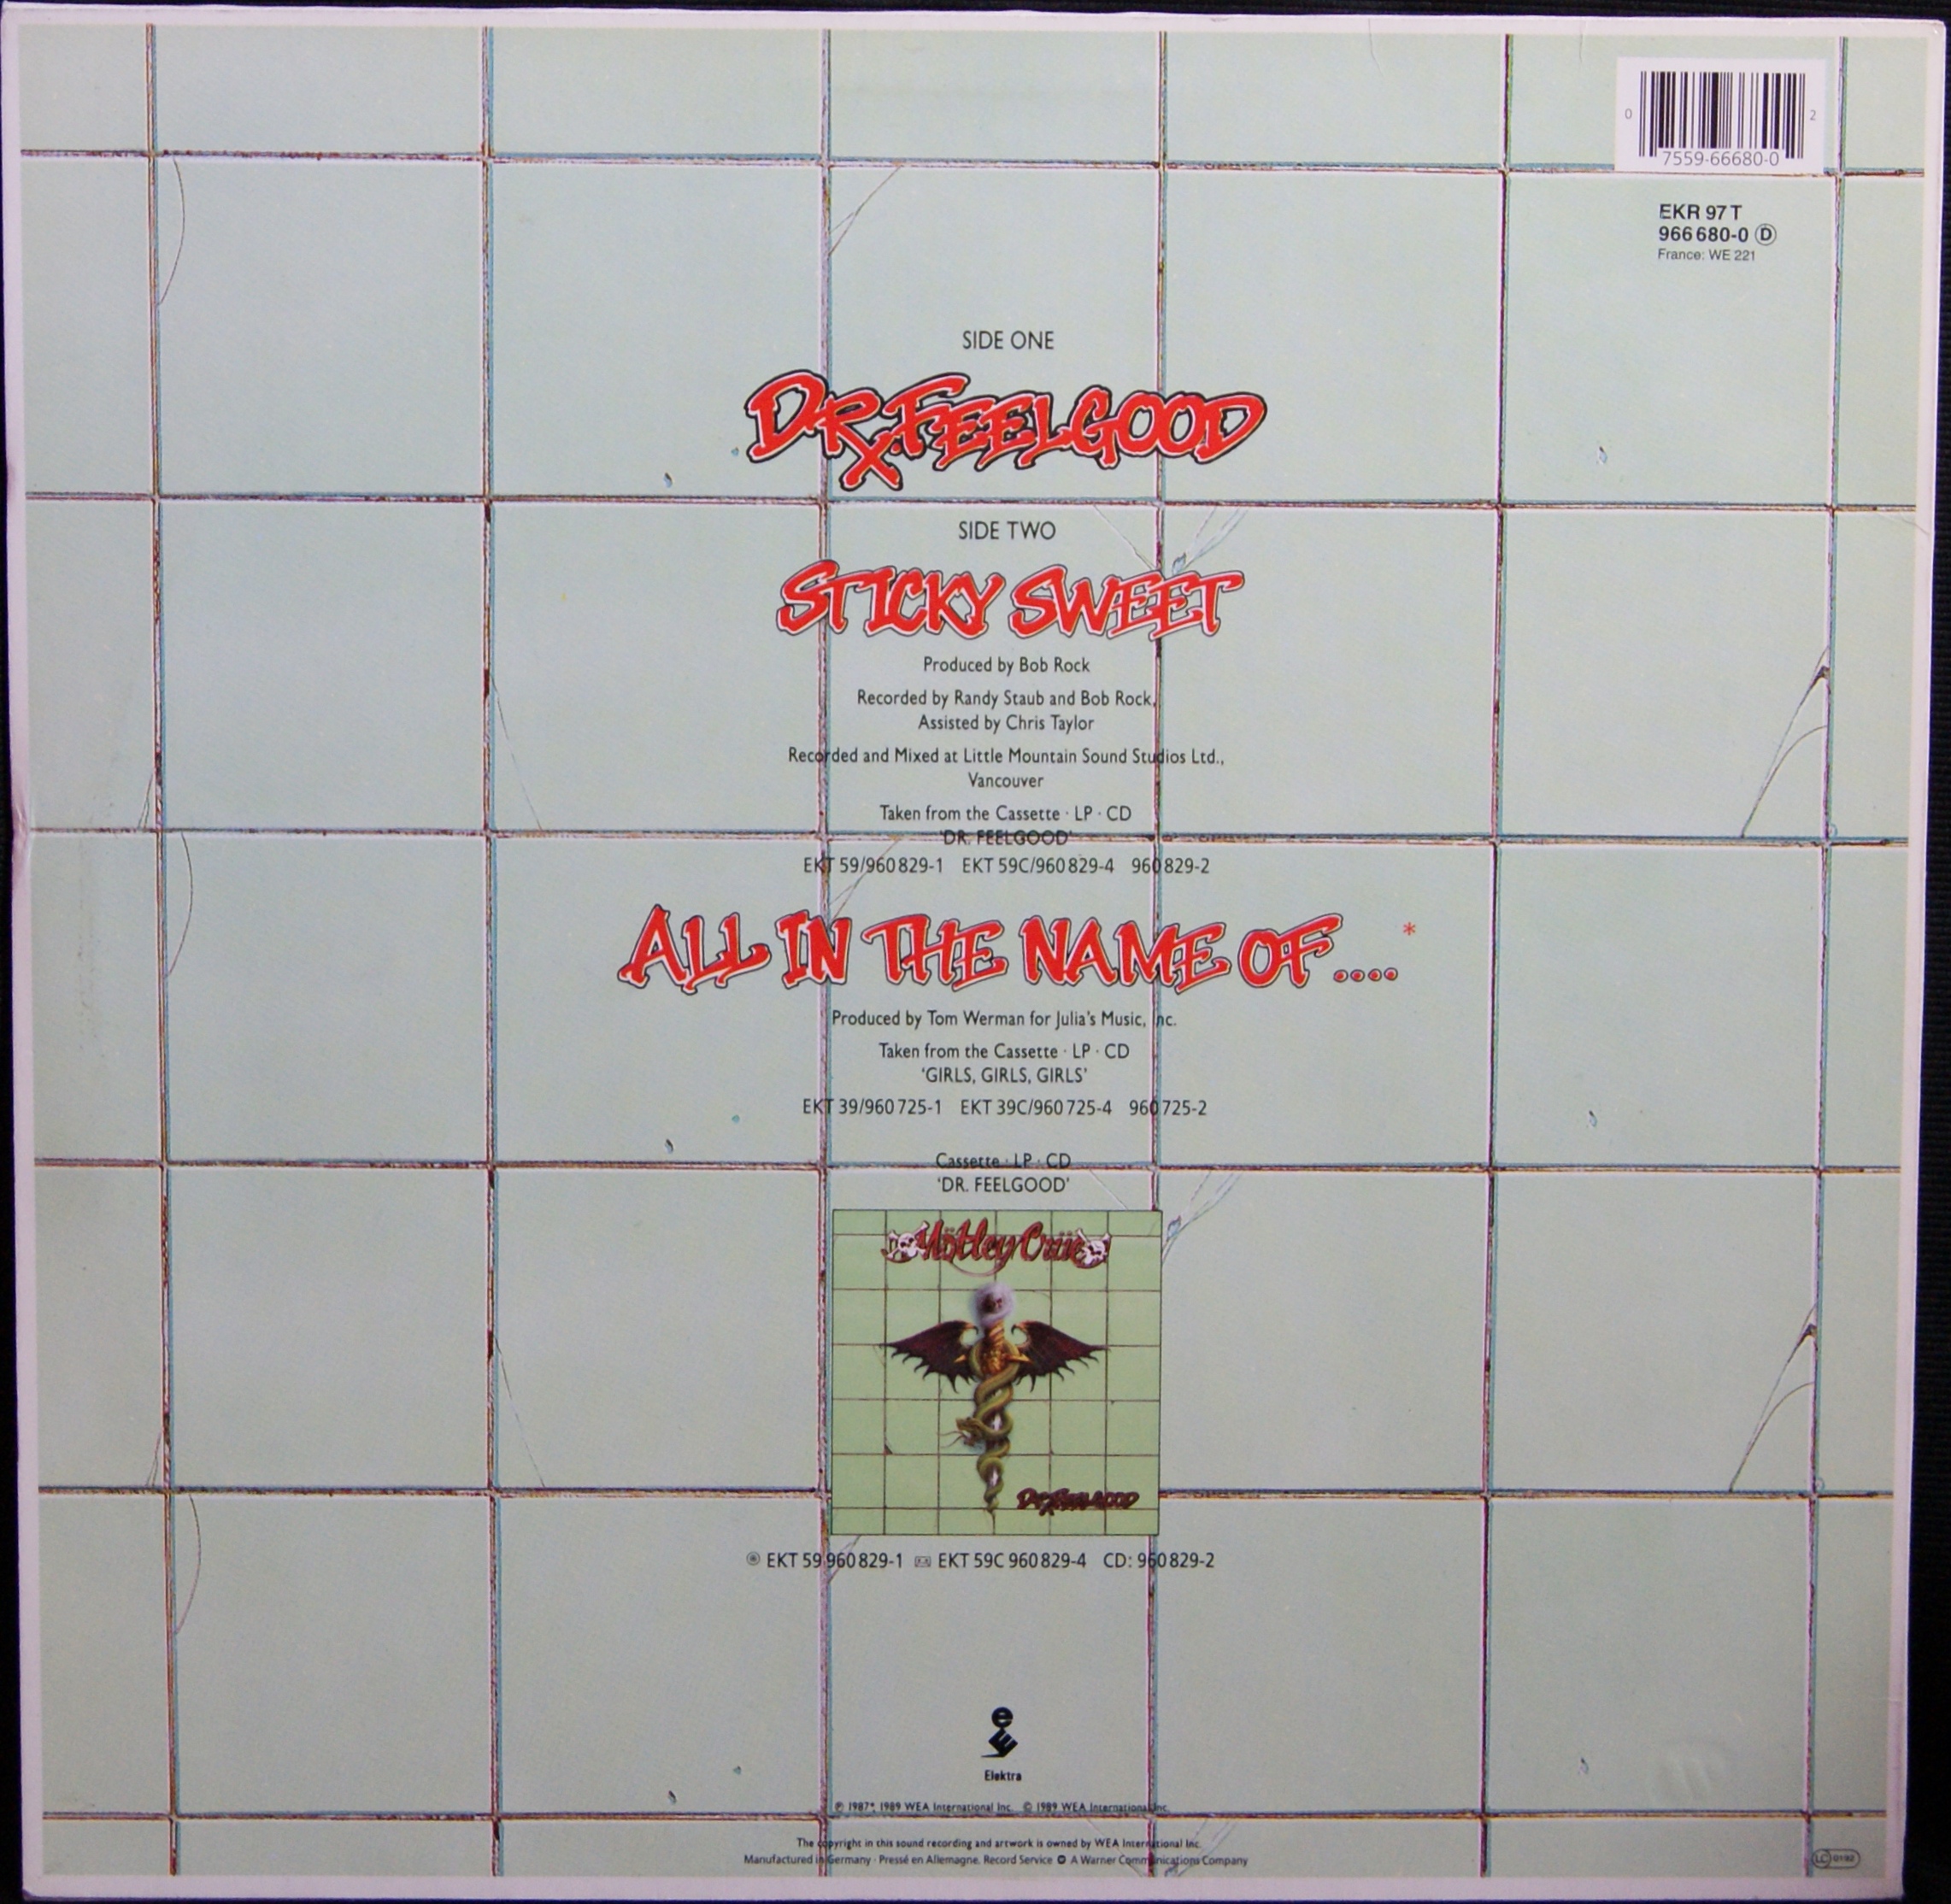 0 7559-66680-0 2
EKR 97 T
966 680-0 D
France: WE 221
SIDE ONE
DR. FEELGOOD
SIDE TWO
STICKY SWEET
Produced by Bob Rock
Recorded by Randy Staub and Bob Rock,
Assisted by Chris Taylor
Recorded and Mixed at Little Mountain Sound Studios Ltd.,
Vancouver
Taken from the Cassette · LP · CD
'DR. FEELGOOD'
EKT 59/960 829-1 EKT 59C/960 829-4 960 829-2
ALL IN THE NAME OF.... *
Produced by Tom Werman for Julia's Music, Inc.
Taken from the Cassette · LP · CD
'GIRLS, GIRLS, GIRLS'
EKT 39/960 725-1 EKT 39C/960 725-4 960 725-2
Cassette · LP · CD
'DR. FEELGOOD'
Mötley Crüe
DR. FEELGOOD
EKT 59 960 829-1 EKT 59C 960 829-4 CD: 960 829-2
Elektra
℗ 1987*, 1989 WEA International Inc. © 1989 WEA International Inc.
The copyright in this sound recording and artwork is owned by WEA International Inc.
Manufactured in Germany · Pressé en Allemagne. Record Service A Warner Communications Company
LC 0192